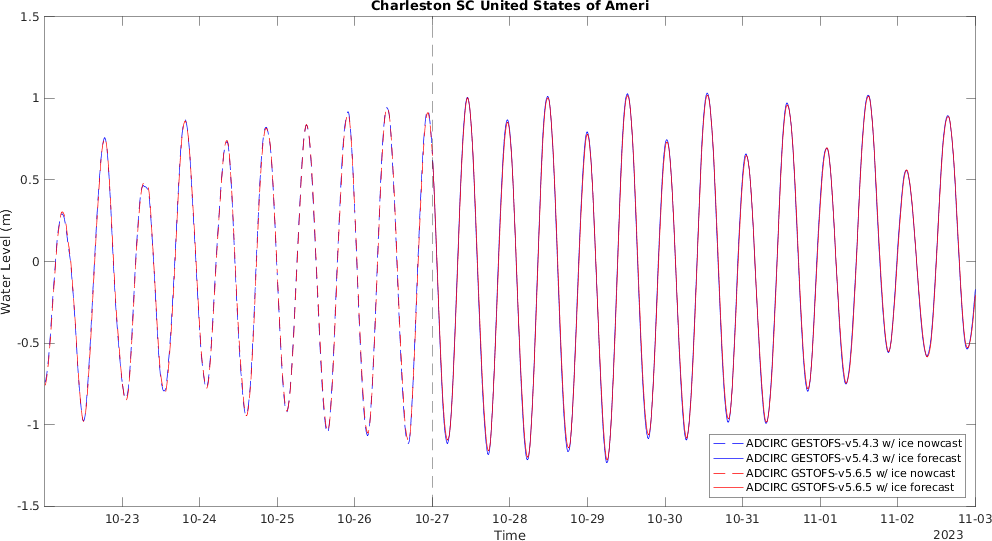 Charleston SC United States of Ameri
1.5
1
0.5
0
-0.5
-1
-1.5
Water Level (m)
10-23 10-24 10-25 10-26 10-27 10-28 10-29 10-30 10-31 11-01 11-02 11-03
2023
Time
ADCIRC GESTOFS-v5.4.3 w/ ice nowcast
ADCIRC GESTOFS-v5.4.3 w/ ice forecast
ADCIRC GSTOFS-v5.6.5 w/ ice nowcast
ADCIRC GSTOFS-v5.6.5 w/ ice forecast